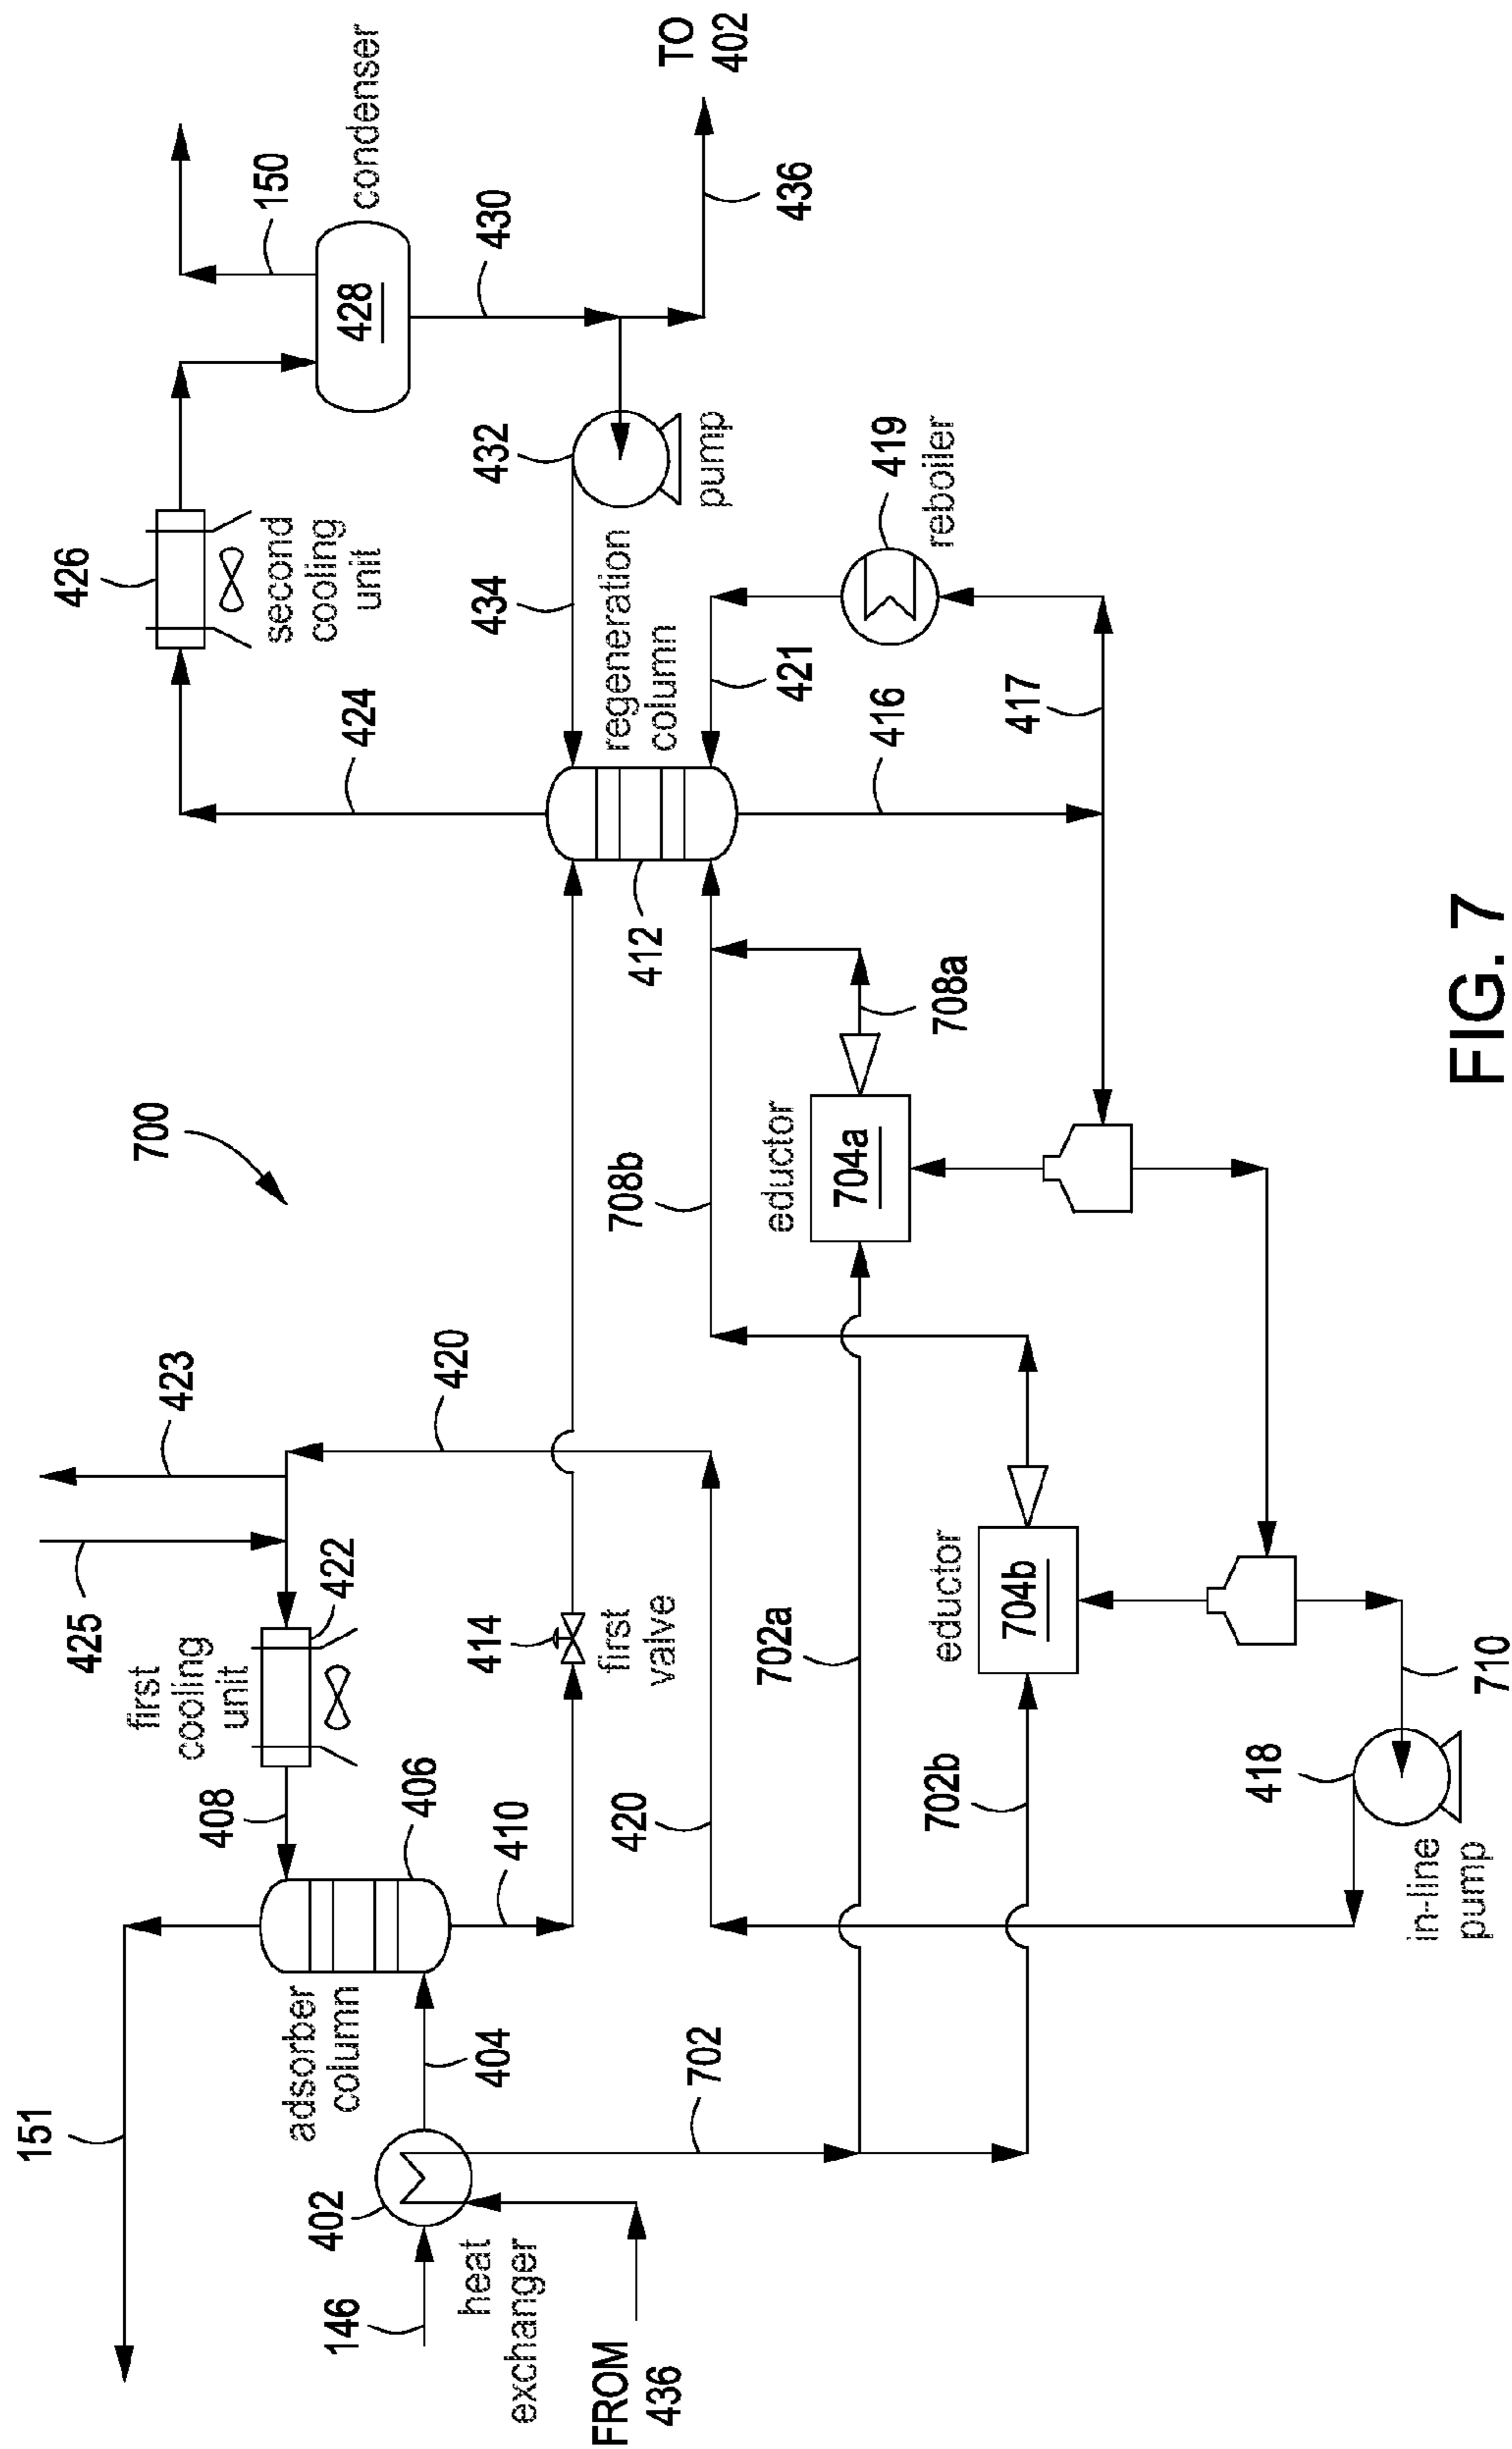 700
151
423
425
first
cooling
unit
422
408
406
adsorber
column
404
402
146
heat
exchanger
FROM
436
410
414
first
valve
420
420
702
702a
702b
eductor
704b
in-line
pump
418
710
eductor
704a
708a
708b
412
regeneration
column
424
426
second
cooling
unit
150
condenser
428
430
432
pump
434
TO
402
436
419
reboiler
421
416
417
FIG. 7